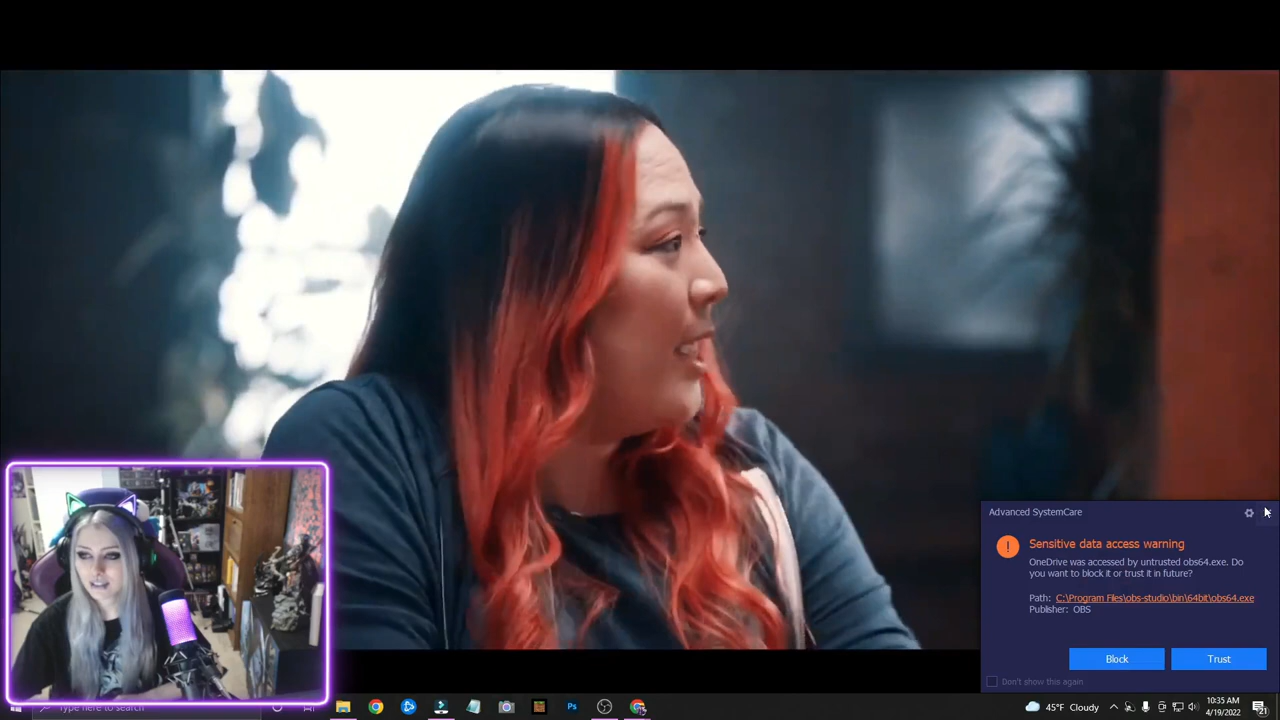 Advanced SystemCare
Sensitive data access warning
OneDrive was accessed by untrusted obs64.exe. Do
you want to block it or trust it in future?
Path: C:\Program Files\obs-studio\bin\64bit\obs64.exe
Publisher: OBS
Block Trust
Don't show this again
Type here to search
Ps
45°F Cloudy
10:35 AM
4/19/2022